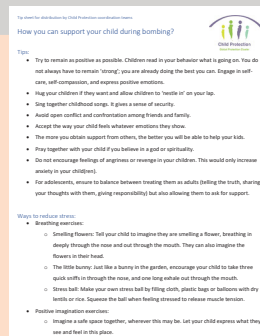 Tip sheet for distribution by Child Protection coordination teams
How you can support your child during bombing?
Child Protection
Tips:
• Try to remain as positive as possible. Children read in your behavior what is going on. You do
not always have to remain 'strong'; you are already doing the best you can. Engage in self-
care, self-compassion, and express positive emotions.
• Hug your children if they want and allow children to 'nestle in' on your lap.
• Sing together childhood songs. It gives a sense of security.
• Avoid open conflict and confrontation among friends and family.
• Accept the way your child feels whatever emotions they show.
• The more you obtain support from others, the better you will be able to help your kids.
• Pray together with your child if you believe in a god or spirituality.
• Do not encourage feelings of angriness or revenge in your children. This would only increase
anxiety in your child(ren).
• For adolescents, ensure to balance between treating them as adults (telling the truth, sharing
your thoughts with them, giving responsibility) but also allowing them to ask for support.
Ways to reduce stress:
• Breathing exercises:
o Smelling flowers: Tell your child to imagine they are smelling a flower, breathing in
deeply through the nose and out through the mouth. They can also imagine the
flowers in their head.
o The little bunny: Just like a bunny in the garden, encourage your child to take three
quick sniffs in through the nose, and one long exhale out through the mouth.
o Stress ball: Make your own stress ball by filling cloth, plastic bags or balloons with dry
lentils or rice. Squeeze the ball when feeling stressed to release muscle tension.
• Positive imagination exercises:
o Imagine a safe space together, wherever this may be. Let your child express what they
see and feel in this place.